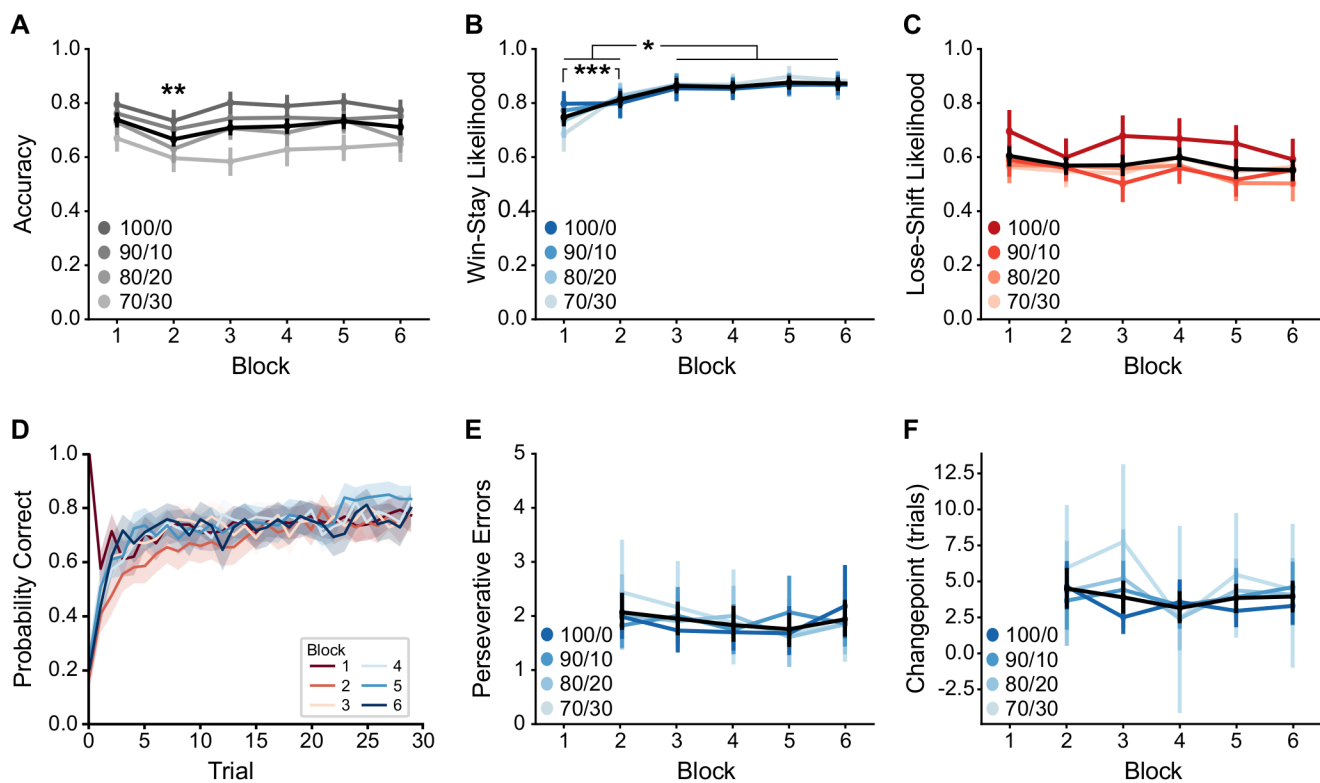 A
1.0
0.8
0.6
0.4
0.2
0.0
Accuracy
**
100/0
90/10
80/20
70/30
1 2 3 4 5 6
Block
B
1.0
0.8
0.6
0.4
0.2
0.0
Win-Stay Likelihood
*
***
100/0
90/10
80/20
70/30
1 2 3 4 5 6
Block
C
1.0
0.8
0.6
0.4
0.2
0.0
Lose-Shift Likelihood
100/0
90/10
80/20
70/30
1 2 3 4 5 6
Block
D
1.0
0.8
0.6
0.4
0.2
0.0
Probability Correct
Block
1 4
2 5
3 6
0 5 10 15 20 25 30
Trial
E
5
4
3
2
1
0
Perseverative Errors
100/0
90/10
80/20
70/30
1 2 3 4 5 6
Block
F
12.5
10.0
7.5
5.0
2.5
0.0
-2.5
Changepoint (trials)
100/0
90/10
80/20
70/30
1 2 3 4 5 6
Block